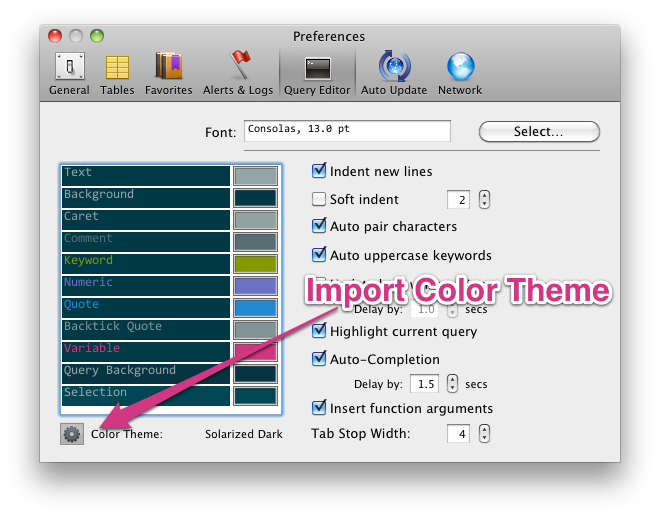 Preferences
General Tables Favorites Alerts & Logs Query Editor Auto Update Network
Font: Consolas, 13.0 pt Select...
Text
Background
Caret
Comment
Keyword
Numeric
Quote
Backtick Quote
Variable
Query Background
Selection
Color Theme: Solarized Dark
Indent new lines
Soft indent 2
Auto pair characters
Auto uppercase keywords
Import Color Theme
Delay by: 1.0 secs
Highlight current query
Auto-Completion
Delay by: 1.5 secs
Insert function arguments
Tab Stop Width: 4